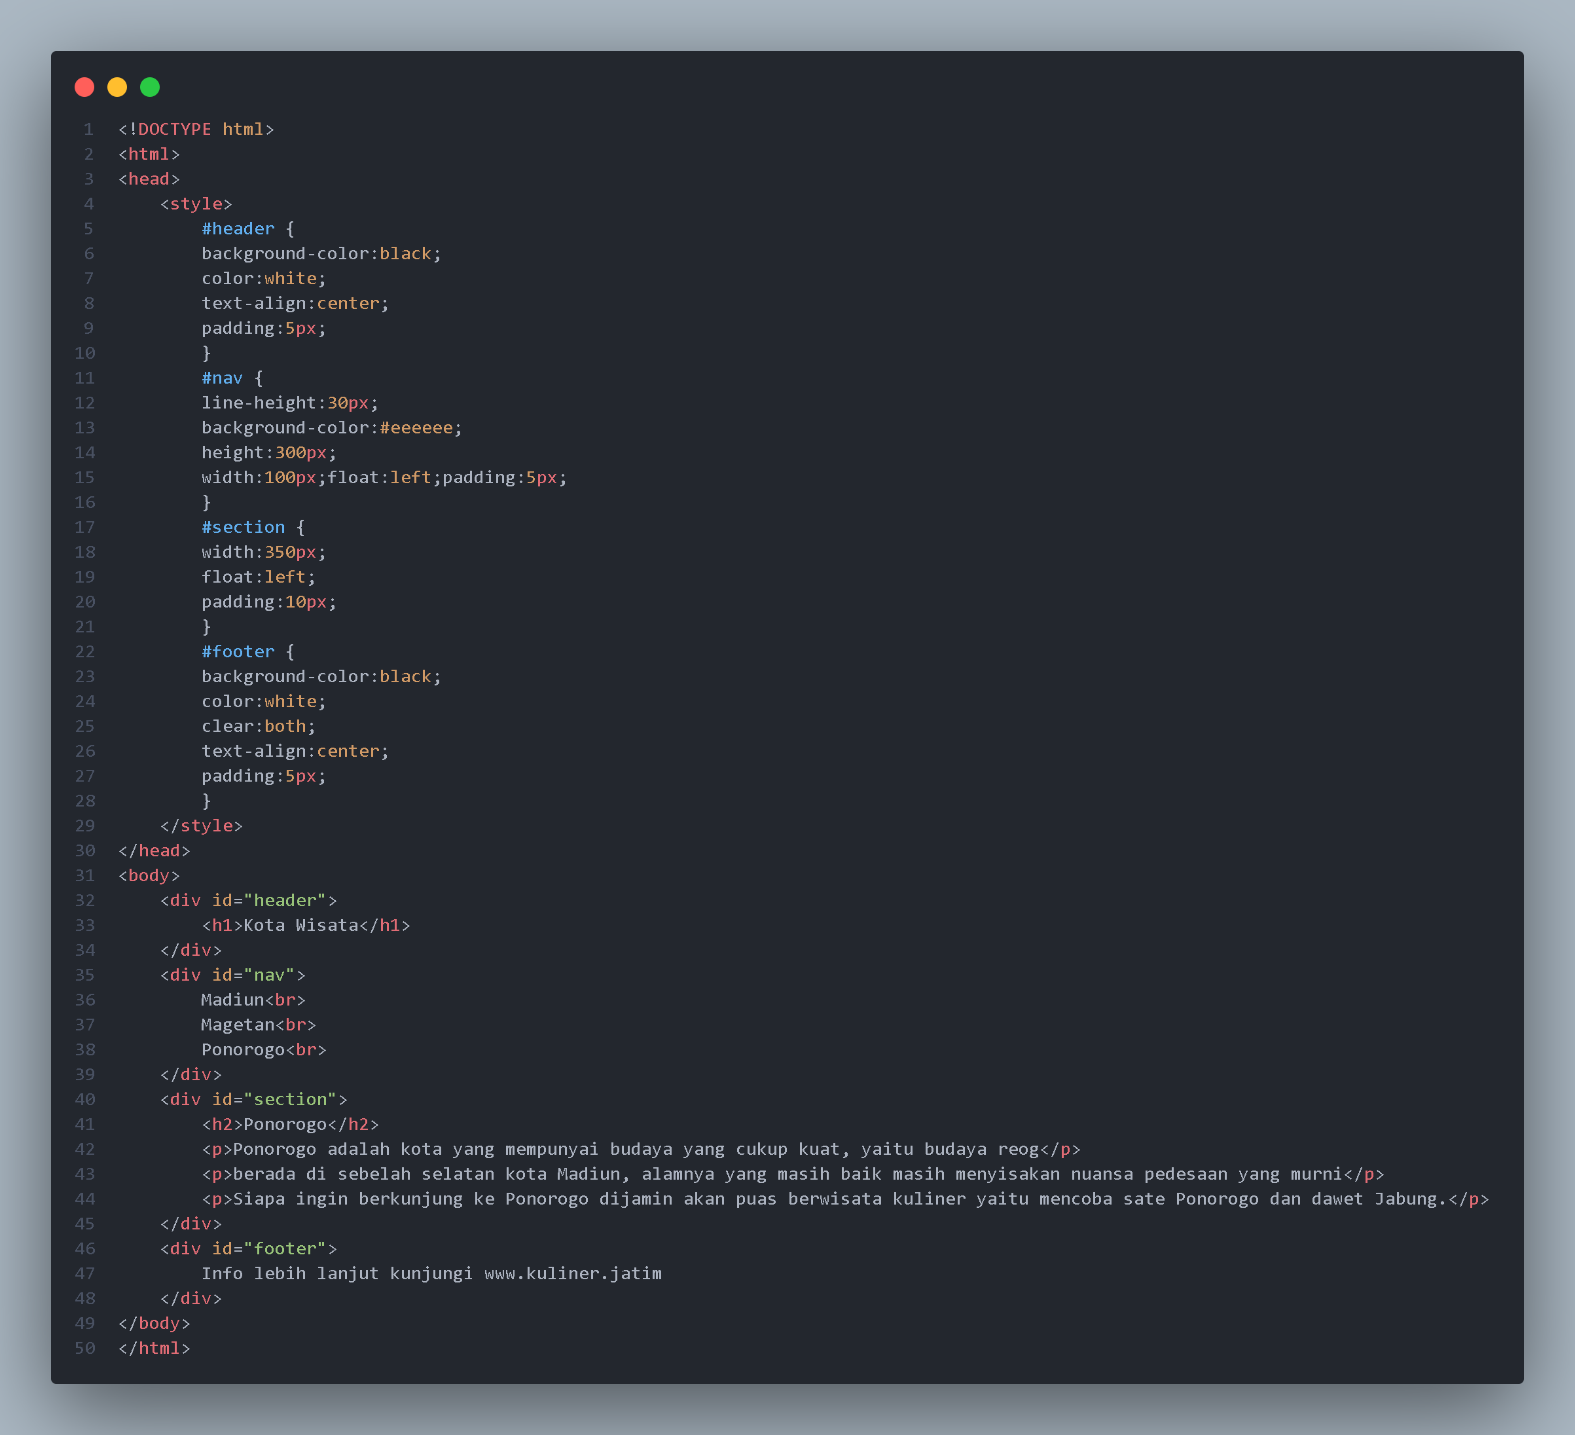 1 <!DOCTYPE html>
2 <html>
3 <head>
4     <style>
5         #header {
6         background-color:black;
7         color:white;
8         text-align:center;
9         padding:5px;
10         }
11         #nav {
12         line-height:30px;
13         background-color:#eeeeee;
14         height:300px;
15         width:100px;float:left;padding:5px;
16         }
17         #section {
18         width:350px;
19         float:left;
20         padding:10px;
21         }
22         #footer {
23         background-color:black;
24         color:white;
25         clear:both;
26         text-align:center;
27         padding:5px;
28         }
29     </style>
30 </head>
31 <body>
32     <div id="header">
33         <h1>Kota Wisata</h1>
34     </div>
35     <div id="nav">
36         Madiun<br>
37         Magetan<br>
38         Ponorogo<br>
39     </div>
40     <div id="section">
41         <h2>Ponorogo</h2>
42         <p>Ponorogo adalah kota yang mempunyai budaya yang cukup kuat, yaitu budaya reog</p>
43         <p>berada di sebelah selatan kota Madiun, alamnya yang masih baik masih menyisakan nuansa pedesaan yang murni</p>
44         <p>Siapa ingin berkunjung ke Ponorogo dijamin akan puas berwisata kuliner yaitu mencoba sate Ponorogo dan dawet Jabung.</p>
45     </div>
46     <div id="footer">
47         Info lebih lanjut kunjungi www.kuliner.jatim
48     </div>
49 </body>
50 </html>